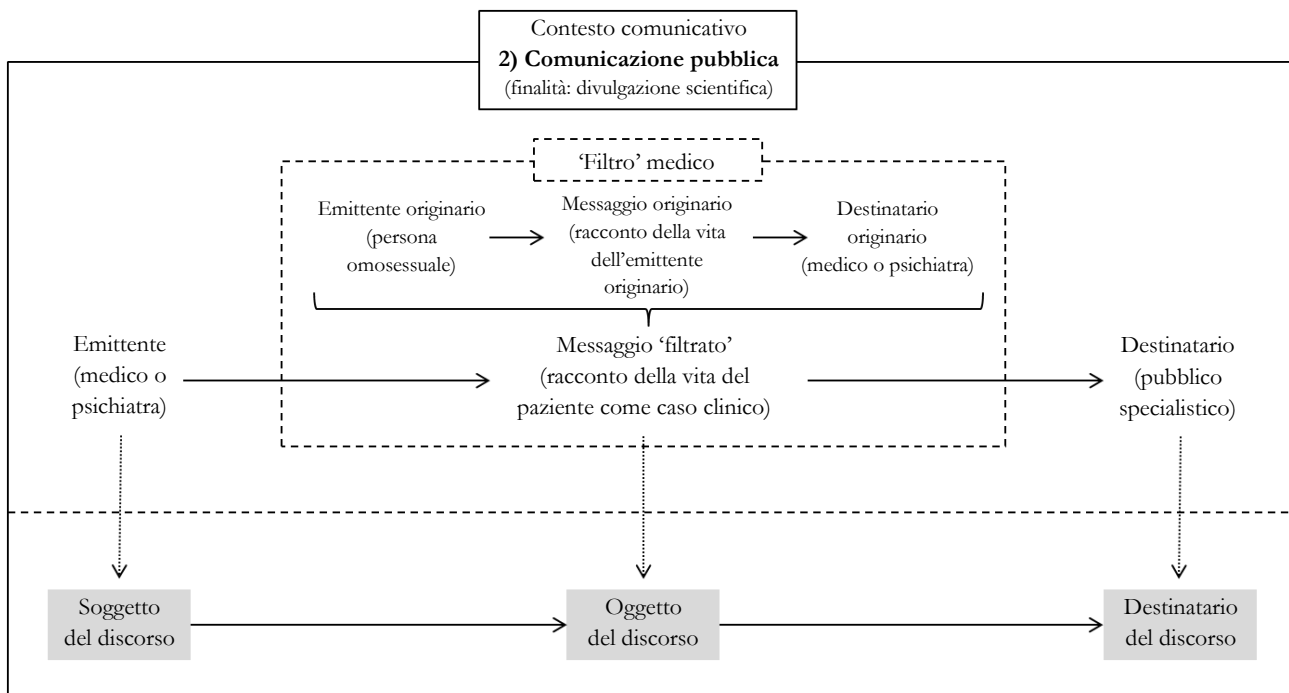 Contesto comunicativo
2) Comunicazione pubblica
(finalità: divulgazione scientifica)
‘Filtro’ medico
Emittente originario
(persona
omosessuale)
Messaggio originario
(racconto della vita
dell’emittente
originario)
Destinatario
originario
(medico o psichiatra)
Emittente
(medico o
psichiatra)
Messaggio ‘filtrato’
(racconto della vita del
paziente come caso clinico)
Destinatario
(pubblico
specialistico)
Soggetto
del discorso
Oggetto
del discorso
Destinatario
del discorso